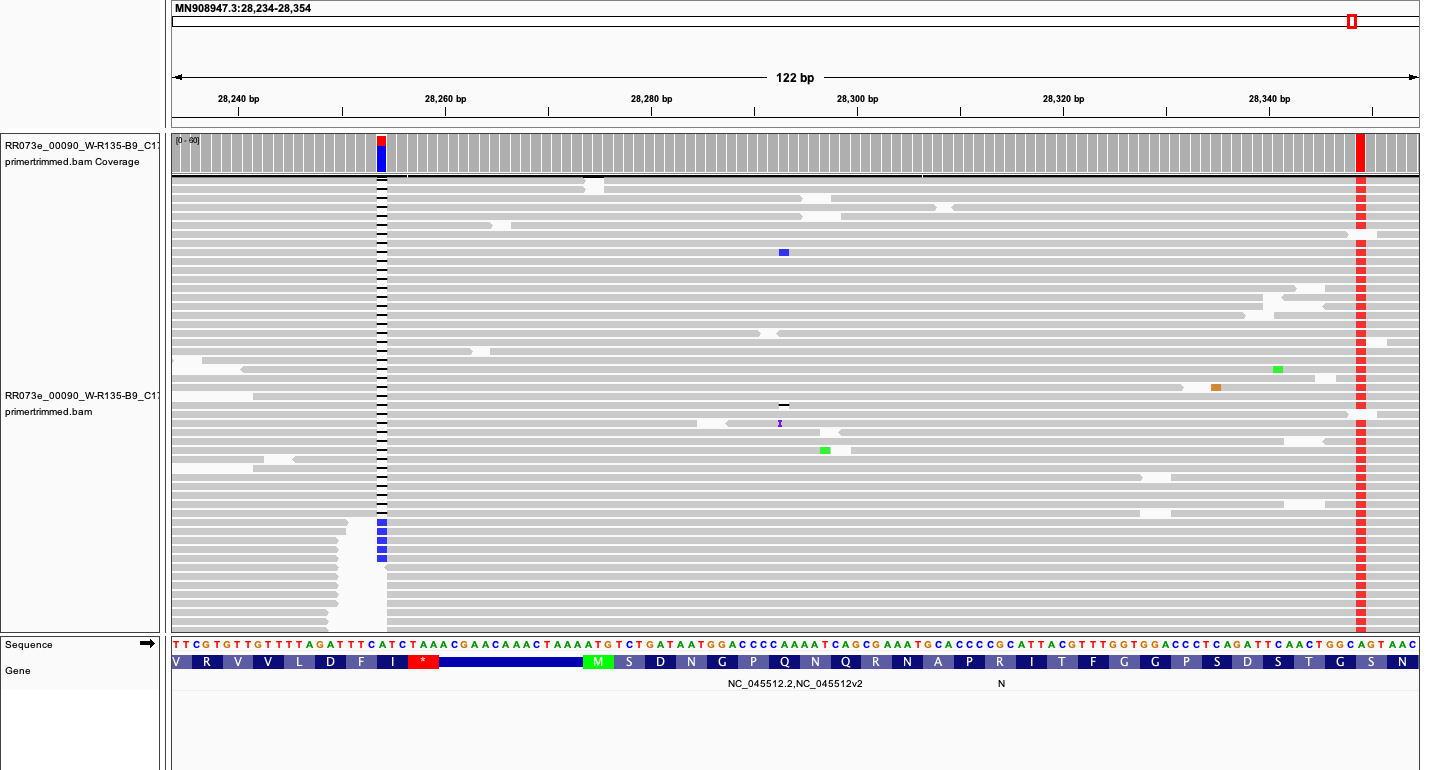 MN908947.3:28,234-28,354
122 bp
28,240 bp 28,260 bp 28,280 bp 28,300 bp 28,320 bp 28,340 bp
RR073e_00090_W-R135-B9_C1
primertrimmed.bam Coverage
[0 - 60]
RR073e_00090_W-R135-B9_C1
primertrimmed.bam
Sequence
TTCGTGTTGTTTTAGATTTCATCTAAACGAACAAACTAAAATGTCTGATAATGGACCCCAAAATCAGCGAAATGCACCCCGCATTACGTTTGGTGGACCCTCAGATTCAACTGGCAGTAAC
Gene
V R V V L D F I * M S D N G P Q N Q R N A P R I T F G G P S D S T G S N
NC_045512.2,NC_045512v2 N